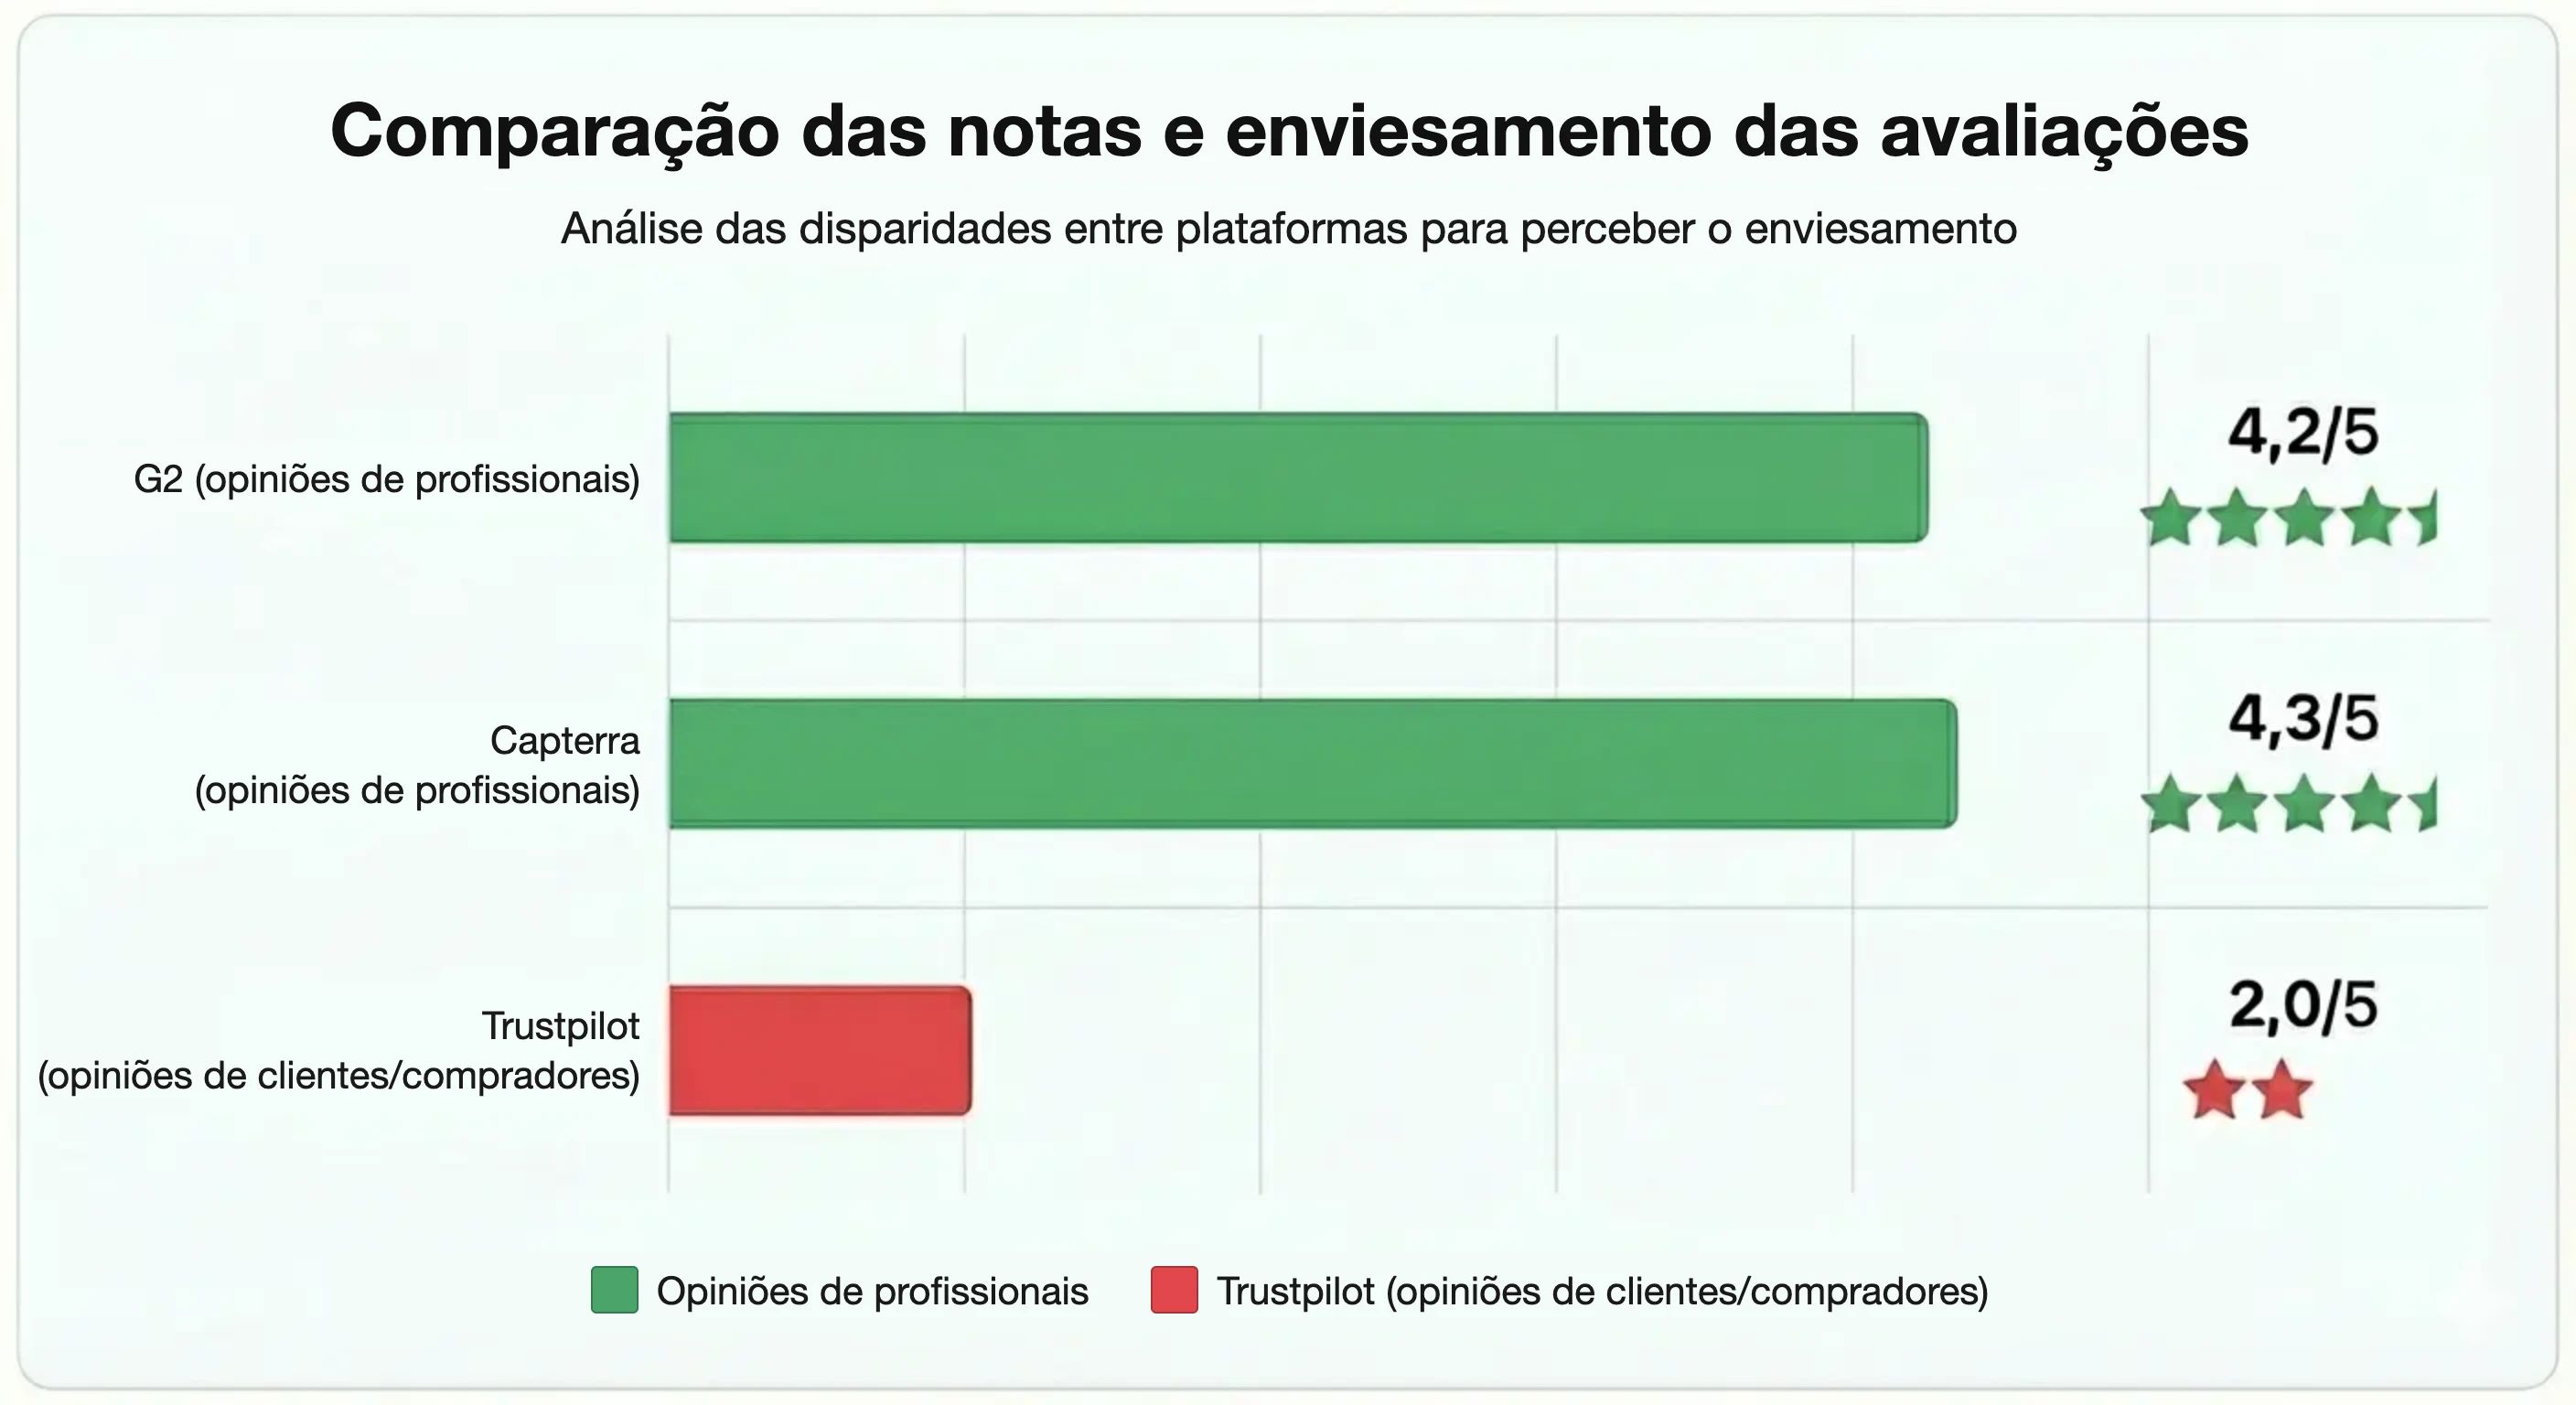 Comparação das notas e enviesamento das avaliações
Análise das disparidades entre plataformas para perceber o enviesamento
G2 (opiniões de profissionais)
4,2/5
Capterra
(opiniões de profissionais)
4,3/5
Trustpilot
(opiniões de clientes/compradores)
2,0/5
Opiniões de profissionais
Trustpilot (opiniões de clientes/compradores)